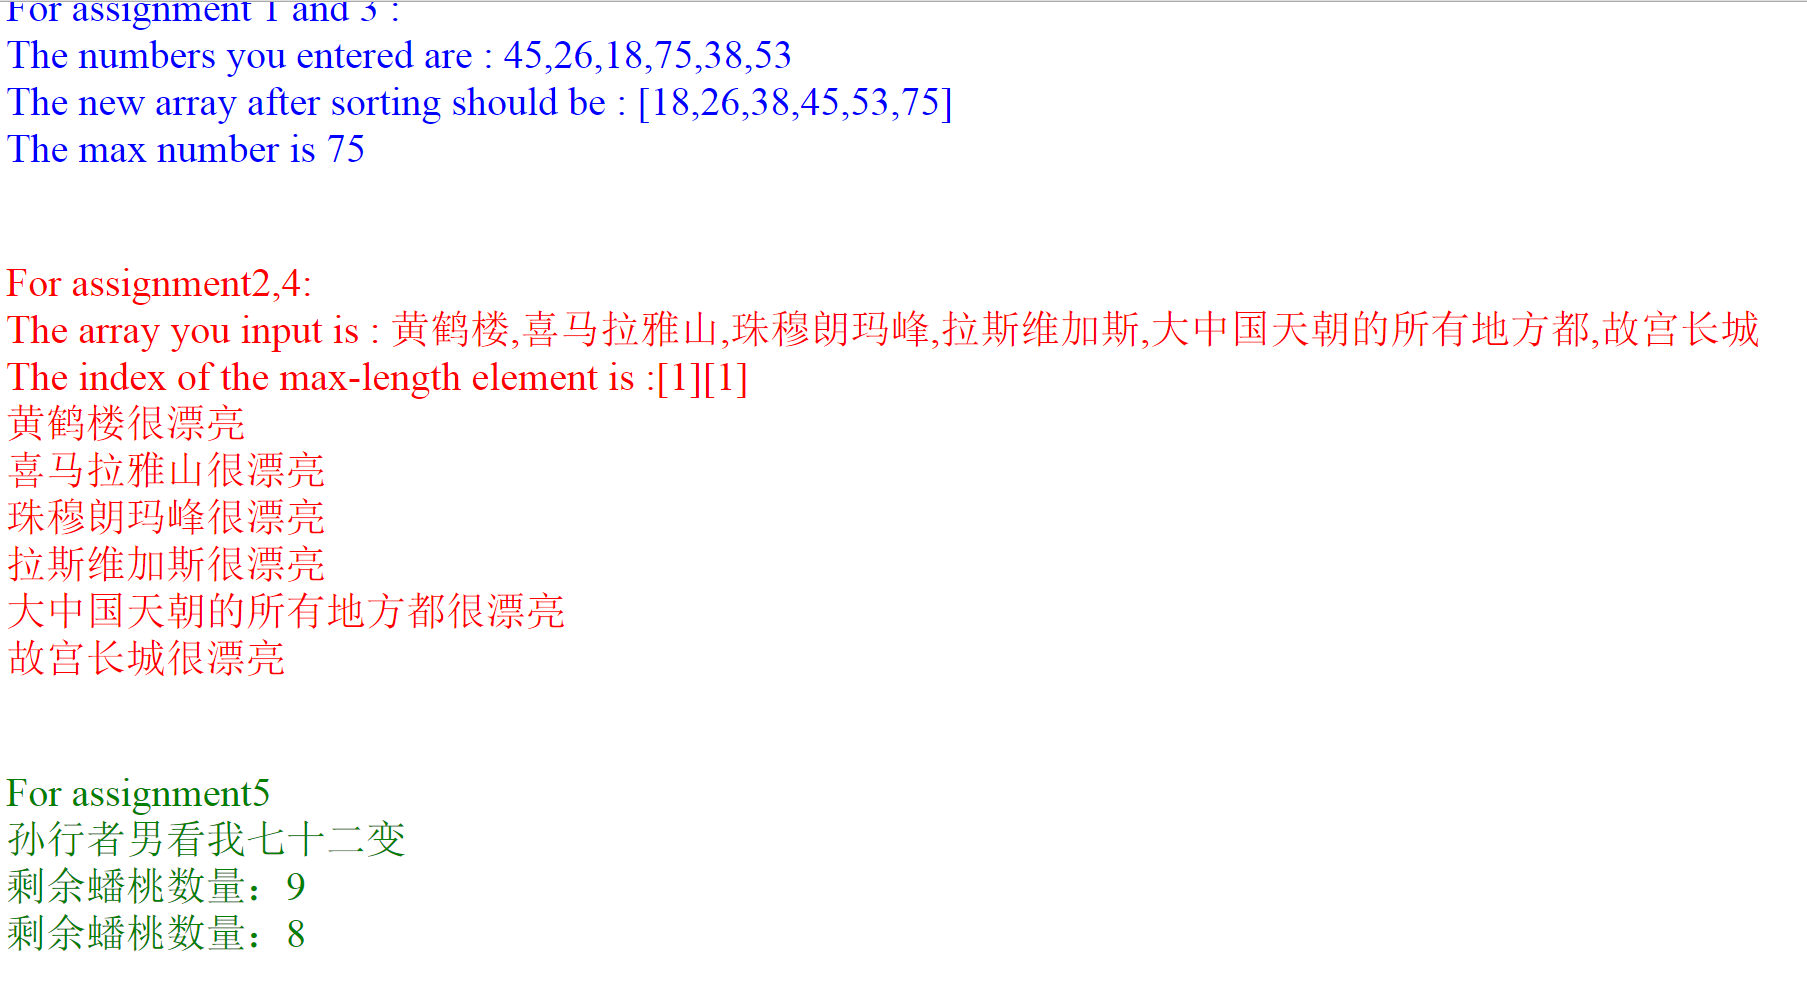 For assignment 1 and 3 :
The numbers you entered are : 45,26,18,75,38,53
The new array after sorting should be : [18,26,38,45,53,75]
The max number is 75
For assignment2,4:
The array you input is : 黄鹤楼,喜马拉雅山,珠穆朗玛峰,拉斯维加斯,大中国天朝的所有地方都,故宫长城
The index of the max-length element is :[1][1]
黄鹤楼很漂亮
喜马拉雅山很漂亮
珠穆朗玛峰很漂亮
拉斯维加斯很漂亮
大中国天朝的所有地方都很漂亮
故宫长城很漂亮
For assignment5
孙行者男看我七十二变
剩余蟠桃数量：9
剩余蟠桃数量：8